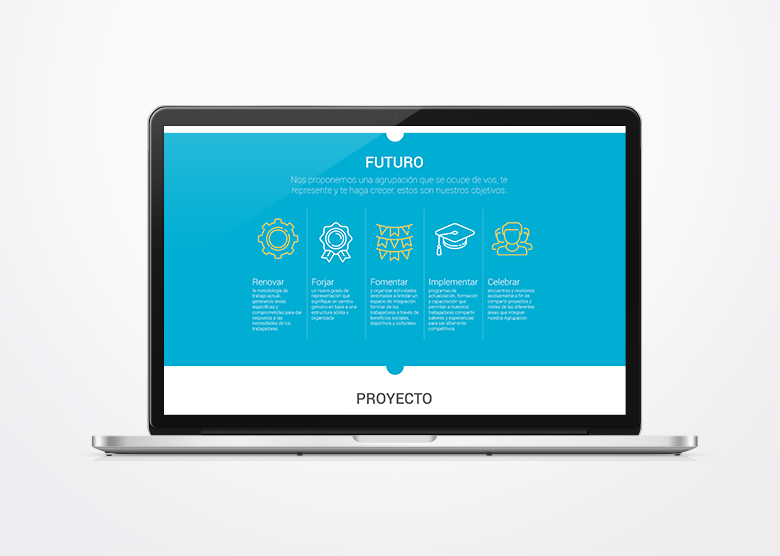 FUTURO
Nos proponemos una agrupación que se ocupe de vos, te
represente y te haga crecer, estos son nuestros objetivos:
Renovar
la metodología de
trabajo actual,
generando áreas
específicas y
comprometidas para dar
respuesta a las
necesidades de los
trabajadores
Forjar
un nuevo grado de
representación que
signifique un cambio
genuino en base a una
estructura sólida y
organizada.
Fomentar
y organizar actividades
destinadas a brindar un
espacio de integración
familiar de los
trabajadores a través de
beneficios sociales,
deportivos y culturales
Implementar
programas de
actualización, formación
y capacitación que
permitan a nuestros
trabajadores compartir
saberes y experiencias
para ser altamente
competitivos.
Celebrar
encuentros y reuniones
asiduamente a fin de
compartir proyectos y
metas de las diferentes
áreas que integran
nuestra Agrupación
PROYECTO